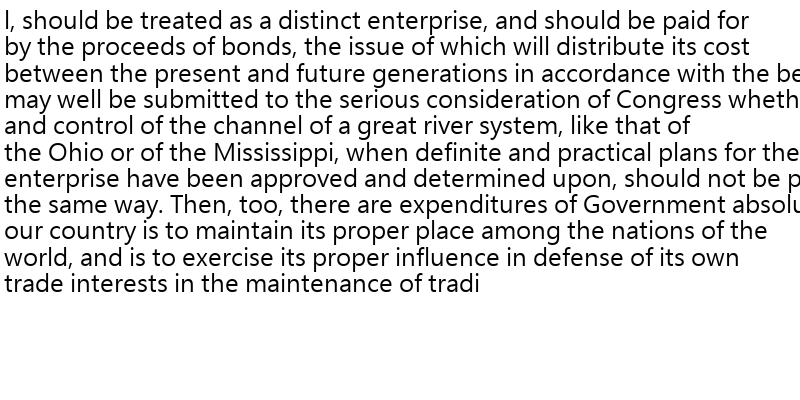 l, should be treated as a distinct enterprise, and should be paid for
by the proceeds of bonds, the issue of which will distribute its cost
between the present and future generations in accordance with the be
may well be submitted to the serious consideration of Congress wheth
and control of the channel of a great river system, like that of
the Ohio or of the Mississippi, when definite and practical plans for the
enterprise have been approved and determined upon, should not be p
the same way. Then, too, there are expenditures of Government absolu
our country is to maintain its proper place among the nations of the
world, and is to exercise its proper influence in defense of its own
trade interests in the maintenance of tradi